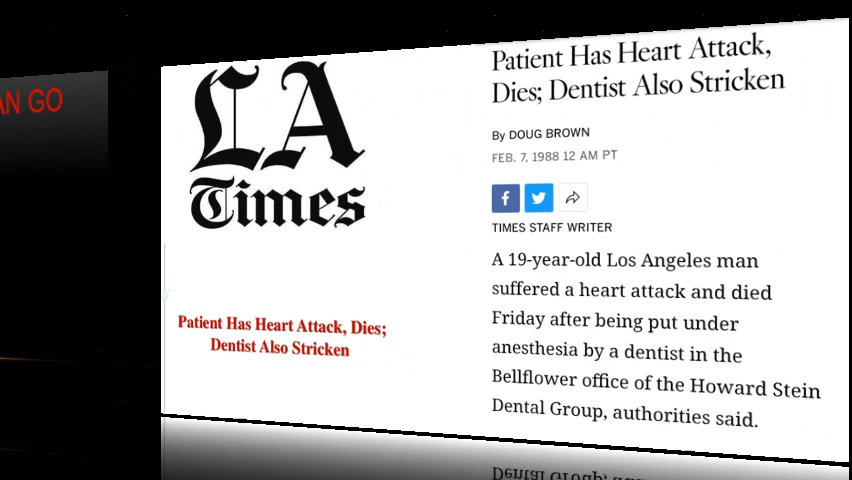 AN GO
LA
Times
Patient Has Heart Attack, Dies;
Dentist Also Stricken
Patient Has Heart Attack,
Dies; Dentist Also Stricken
By DOUG BROWN
FEB. 7, 1988 12 AM PT
TIMES STAFF WRITER
A 19-year-old Los Angeles man
suffered a heart attack and died
Friday after being put under
anesthesia by a dentist in the
Bellflower office of the Howard Stein
Dental Group, authorities said.